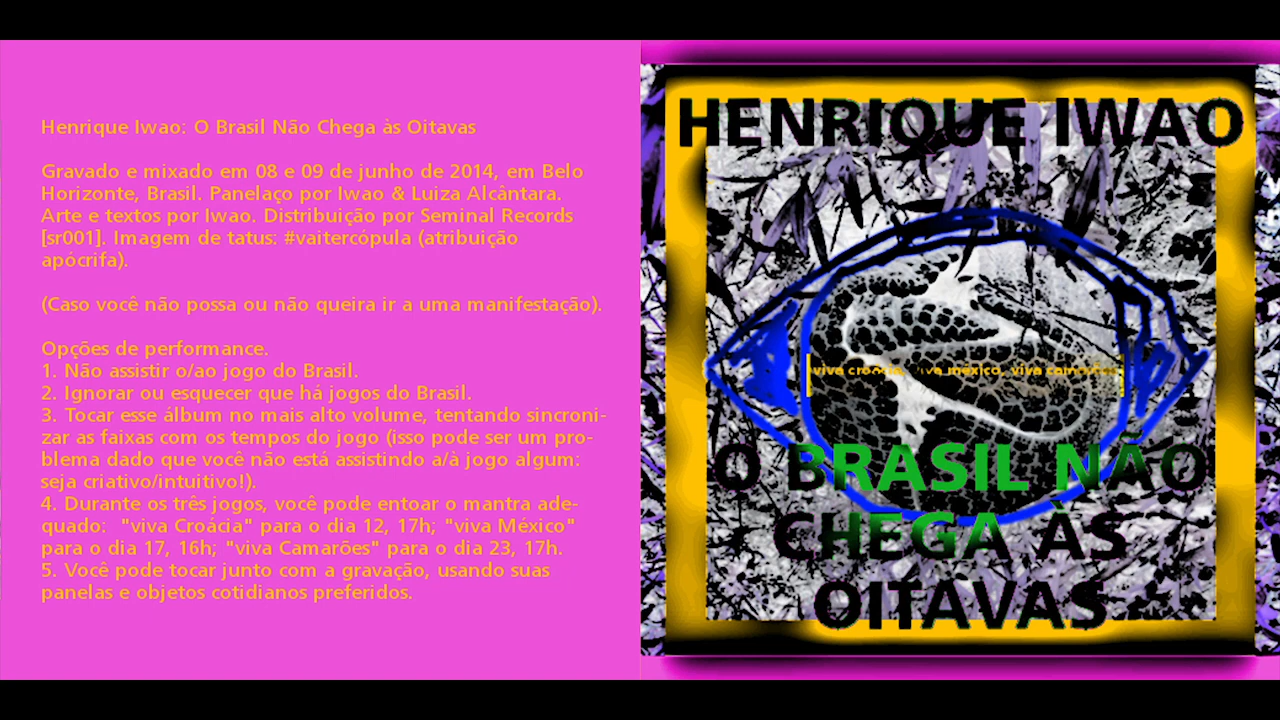 Henrique Iwao: O Brasil Não Chega às Oitavas
Gravado e mixado em 08 e 09 de junho de 2014, em Belo
Horizonte, Brasil. Panelaço por Iwao & Luiza Alcântara.
Arte e textos por Iwao. Distribuição por Seminal Records
[sr001]. Imagem de tatus: #vaitercópula (atribuição
apócrifa).
(Caso você não possa ou não queira ir a uma manifestação).
Opções de performance.
1. Não assistir o/ao jogo do Brasil.
2. Ignorar ou esquecer que há jogos do Brasil.
3. Tocar esse álbum no mais alto volume, tentando sincroni-
zar as faixas com os tempos do jogo (isso pode ser um pro-
blema dado que você não está assistindo a/à jogo algum:
seja criativo/intuitivo!).
4. Durante os três jogos, você pode entoar o mantra ade-
quado:  "viva Croácia" para o dia 12, 17h; "viva México"
para o dia 17, 16h; "viva Camarões" para o dia 23, 17h.
5. Você pode tocar junto com a gravação, usando suas
panelas e objetos cotidianos preferidos.
HENRIQUE IWAO
viva croácia, viva méxico, viva camarões
O BRASIL NÃO
CHEGA ÀS
OITAVAS